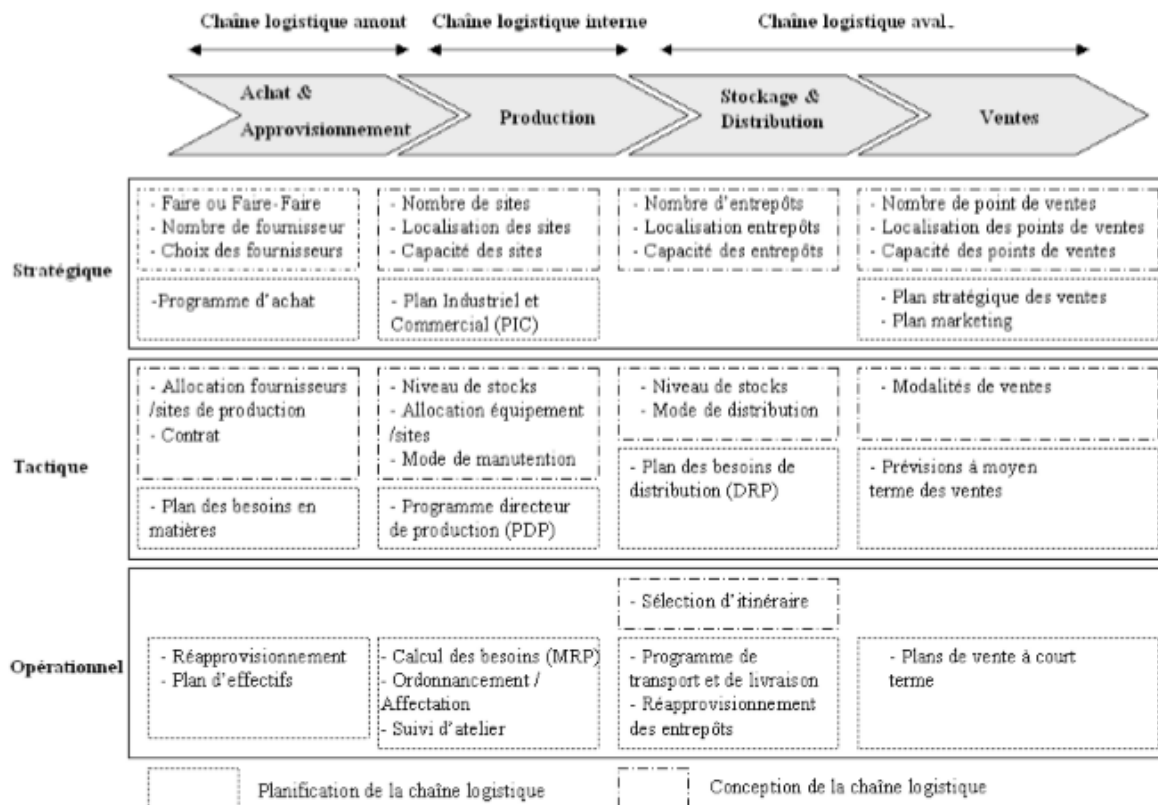 Chaîne logistique amont
Chaîne logistique interne
Chaîne logistique aval..
Achat &
Approvisionnement
Production
Stockage &
Distribution
Ventes
Stratégique
- Faire ou Faire-Faire
- Nombre de fournisseur
- Choix des fournisseurs
-Programme d'achat
- Nombre de sites
- Localisation des sites
- Capacité des sites
- Plan Industriel et
Commercial (PIC)
- Nombre d'entrepôts
- Localisation entrepôts
- Capacité des entrepôts
- Nombre de point de ventes
- Localisation des points de ventes
- Capacité des points de ventes
- Plan stratégique des ventes
- Plan marketing
Tactique
- Allocation fournisseurs
/sites de production
- Contrat
- Plan des besoins en
matières
- Niveau de stocks
- Allocation équipement
/sites
- Mode de manutention
- Programme directeur
de production (PDP)
- Niveau de stocks
- Mode de distribution
- Plan des besoins de
distribution (DRP)
- Modalités de ventes
- Prévisions à moyen
terme des ventes
Opérationnel
- Réapprovisionnement
- Plan d'effectifs
- Calcul des besoins (MRP)
- Ordonnancement /
Affectation
- Suivi d'atelier
- Sélection d'itinéraire
- Programme de
transport et de livraison
- Réapprovisionnement
des entrepôts
- Plans de vente à court
terme
Planification de la chaîne logistique
Conception de la chaîne logistique